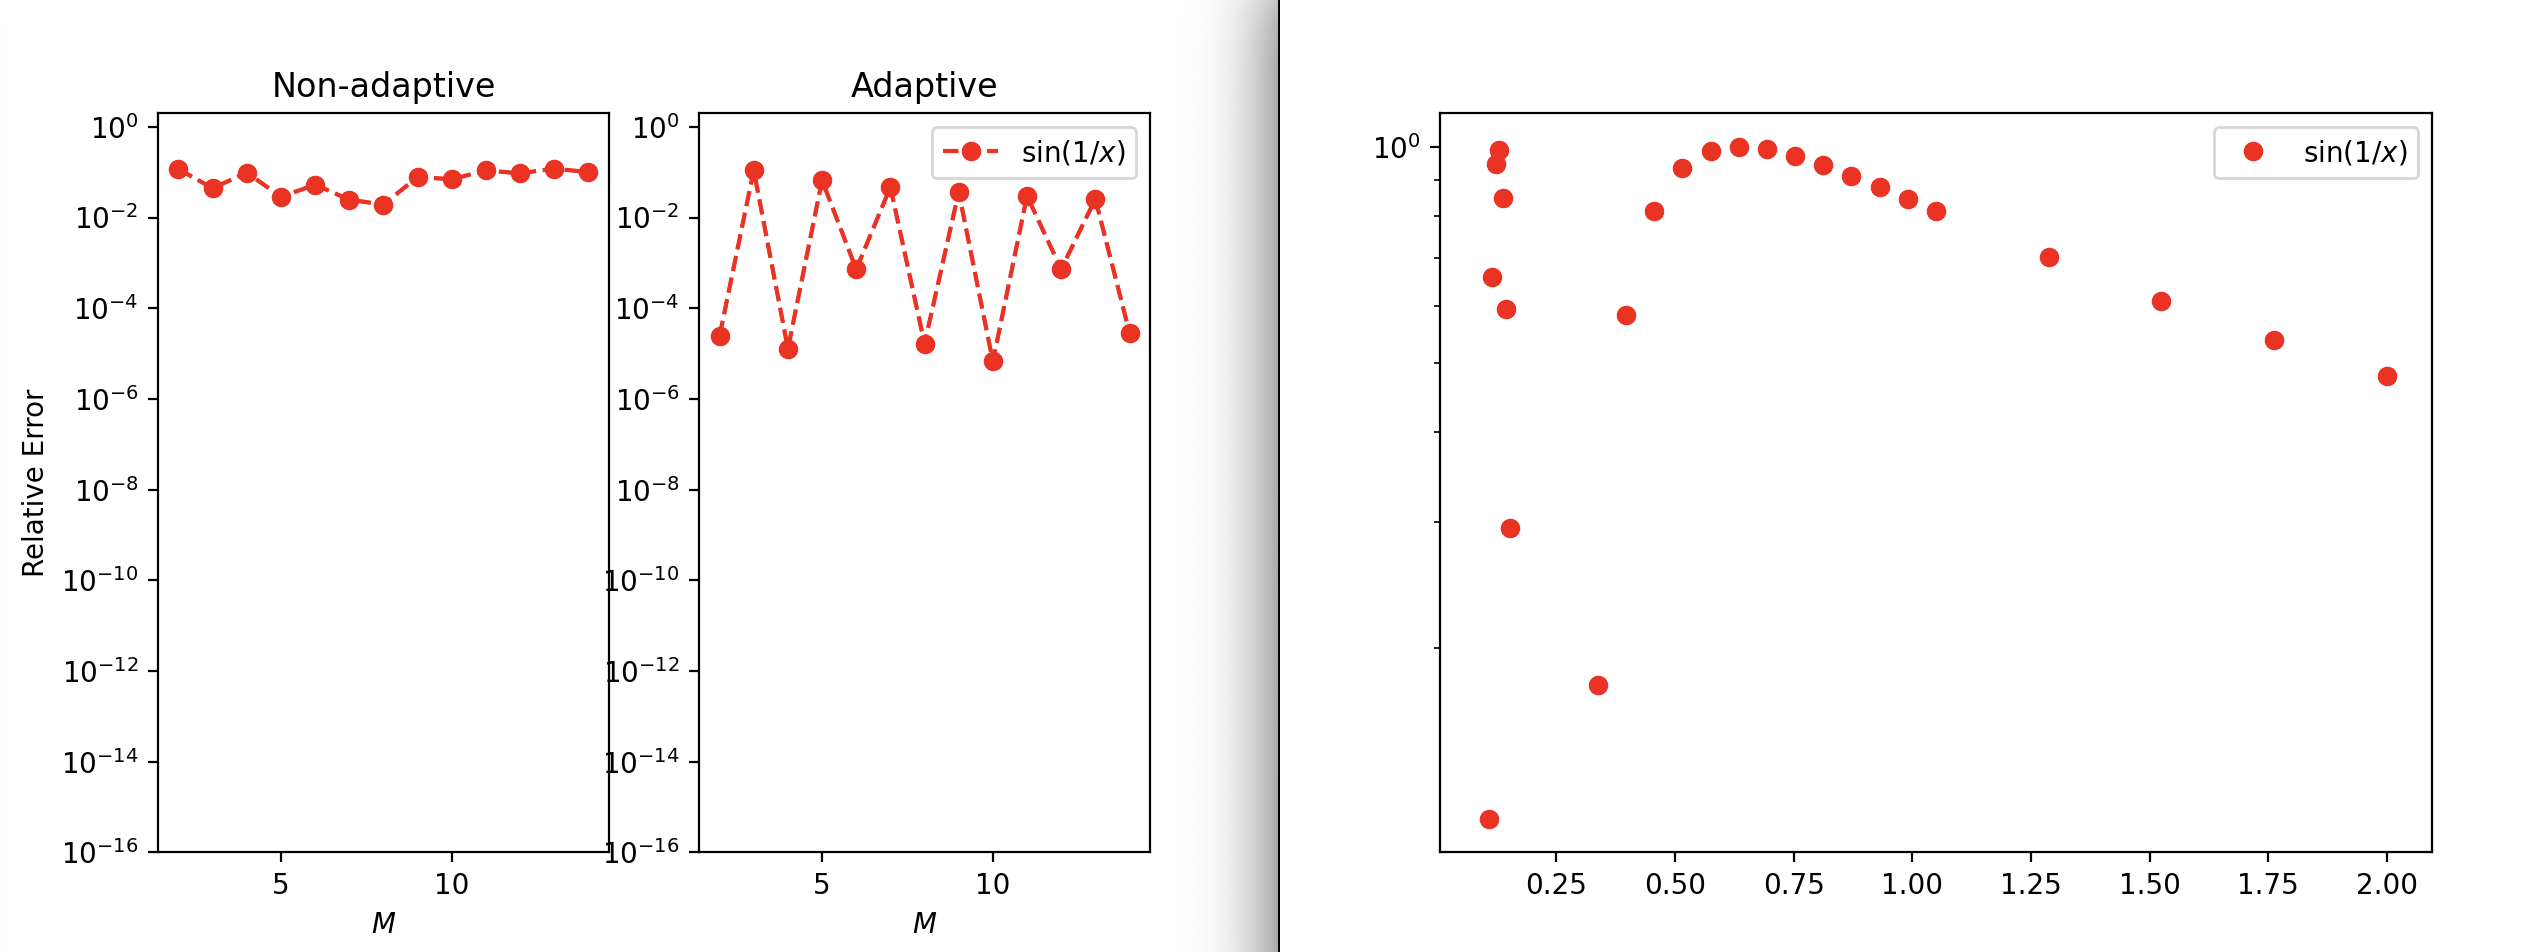 Non-adaptive
10⁰
10⁻²
10⁻⁴
10⁻⁶
10⁻⁸
10⁻¹⁰
10⁻¹²
10⁻¹⁴
10⁻¹⁶
Relative Error
5 10
M
Adaptive
sin(1/x)
10⁰
10⁻²
10⁻⁴
10⁻⁶
10⁻⁸
10⁻¹⁰
10⁻¹²
10⁻¹⁴
10⁻¹⁶
5 10
M
10⁰
sin(1/x)
0.25 0.50 0.75 1.00 1.25 1.50 1.75 2.00